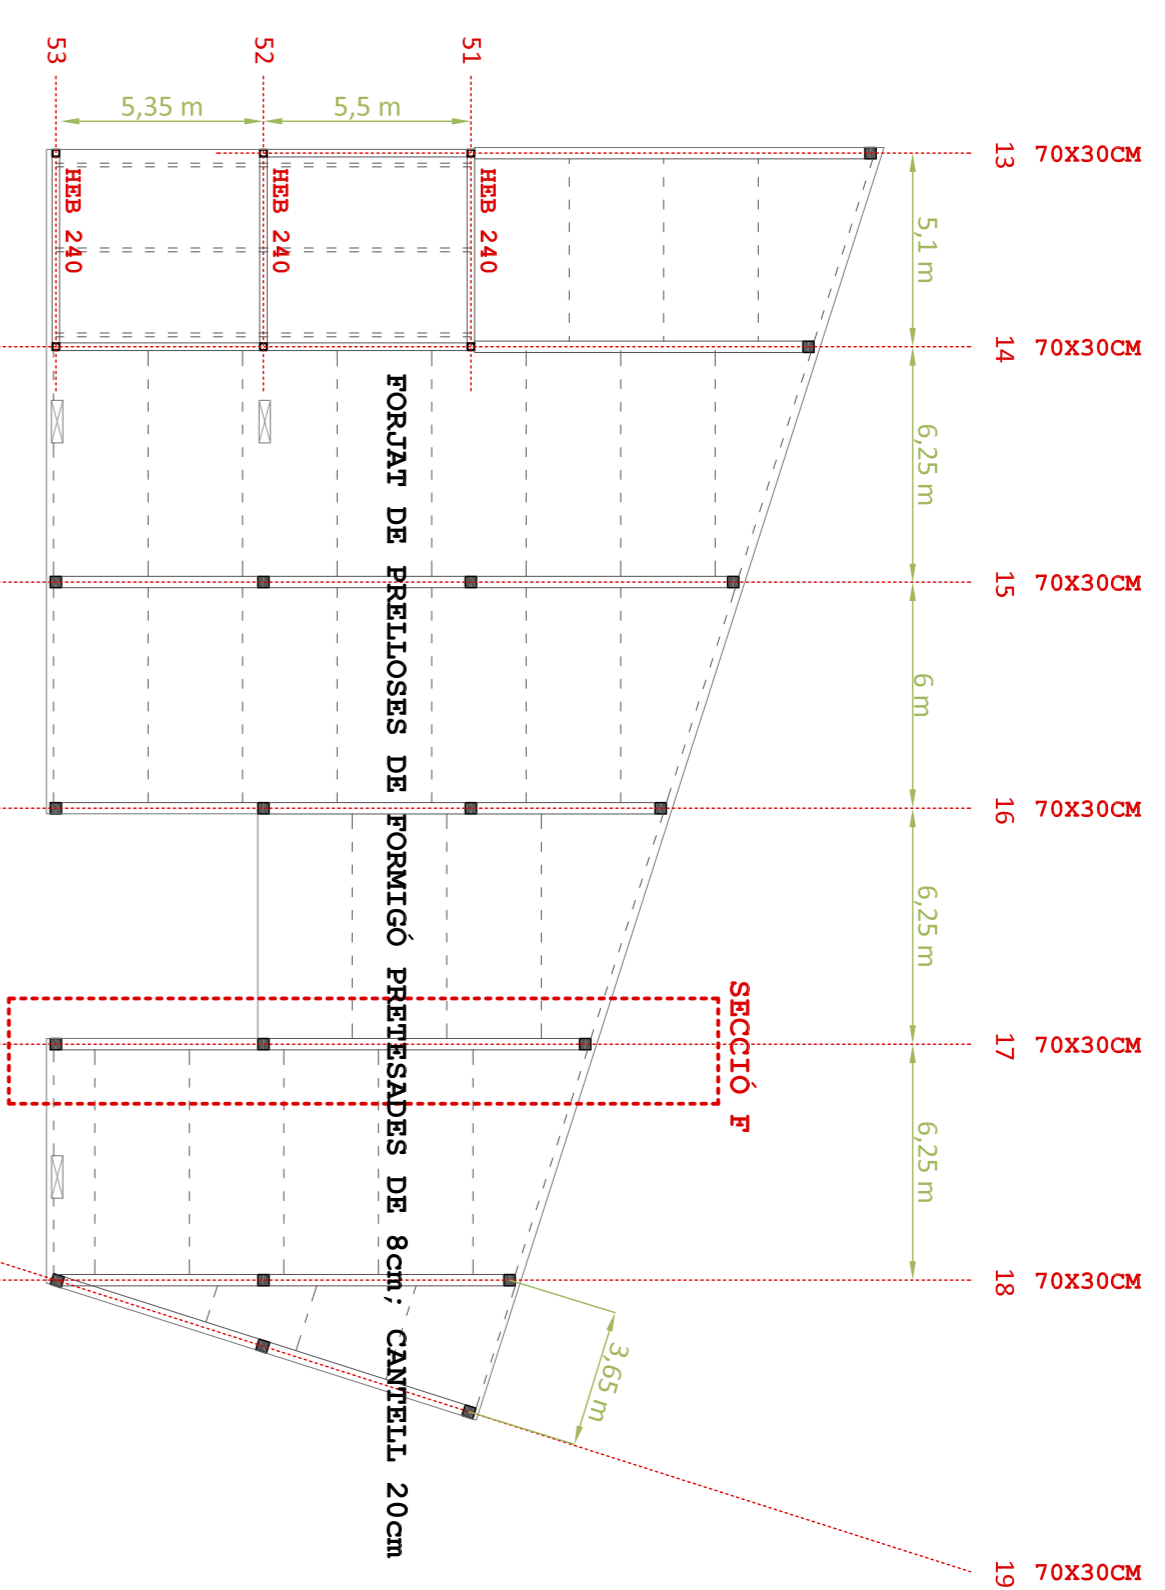 53
52
51
5,35 m
5,5 m
13 70X30CM
HEB 240
HEB 240
HEB 240
5,1 m
14 70X30CM
6,25 m
15 70X30CM
6 m
16 70X30CM
6,25 m
SECCIÓ F
17 70X30CM
6,25 m
18 70X30CM
3,65 m
19 70X30CM
FORJAT DE PRELLOSES DE FORMIGÓ PRETESADES DE 8cm; CANTELL 20cm